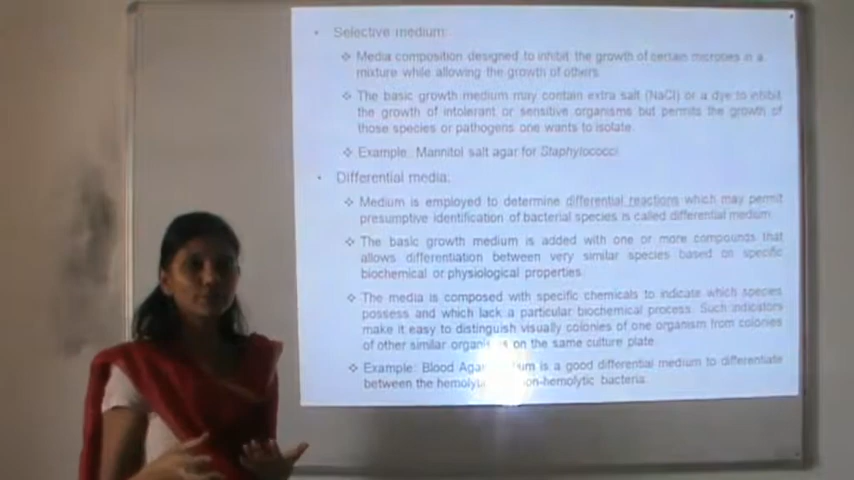 • Selective medium:
❖ Media composition designed to inhibit the growth of certain microbes in a
mixture while allowing the growth of others.
❖ The basic growth medium may contain extra salt (NaCl) or a dye to inhibit
the growth of intolerant or sensitive organisms but permits the growth of
those species or pathogens one wants to isolate.
❖ Example: Mannitol salt agar for Staphylococci.
• Differential media:
❖ Medium is employed to determine differential reactions which may permit
presumptive identification of bacterial species is called differential medium.
❖ The basic growth medium is added with one or more compounds that
allows differentiation between very similar species based on specific
biochemical or physiological properties.
❖ The media is composed with specific chemicals to indicate which species
possess and which lack a particular biochemical process. Such indicators
make it easy to distinguish visually colonies of one organism from colonies
of other similar on the same culture plate.
❖ Example: Blood is a good differential medium to differentiate
between the non-hemolytic bacteria.